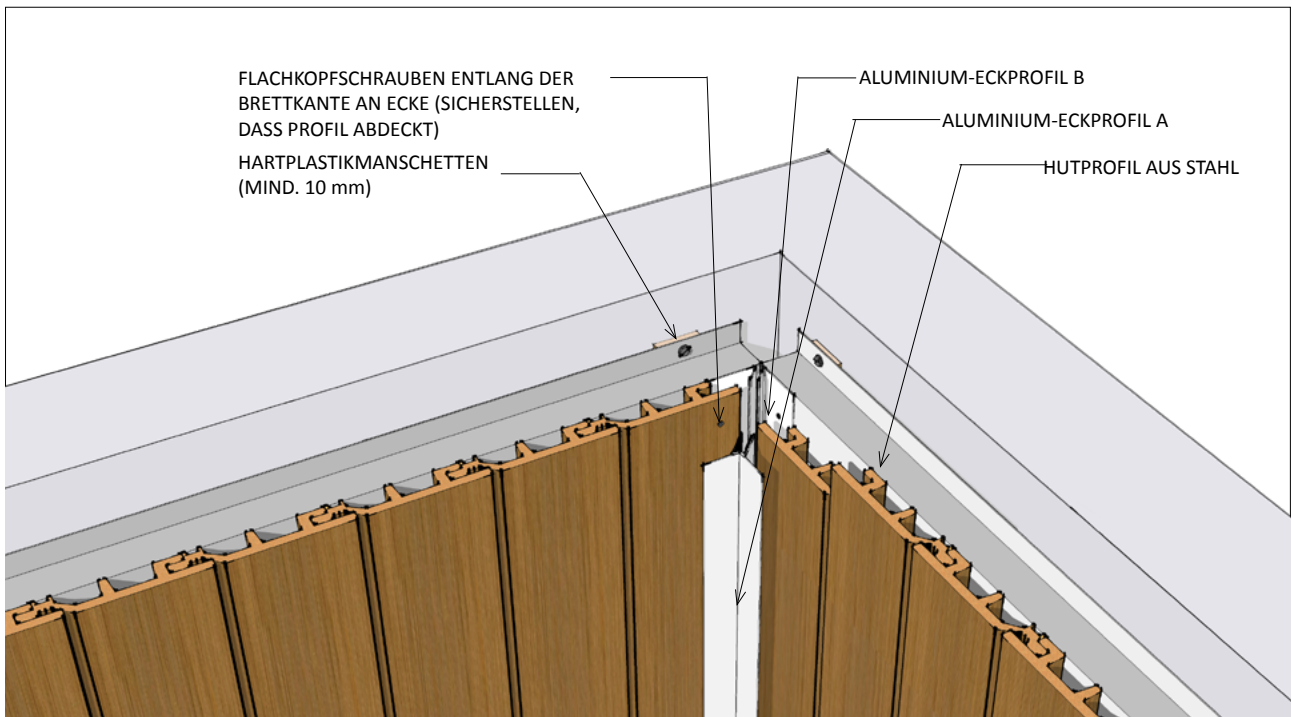 FLACHKOPFSCHRAUBEN ENTLANG DER
BRETTKANTE AN ECKE (SICHERSTELLEN,
DASS PROFIL ABDECKT)
HARTPLASTIKMANSCHETTEN
(MIND. 10 mm)
ALUMINIUM-ECKPROFIL B
ALUMINIUM-ECKPROFIL A
HUTPROFIL AUS STAHL